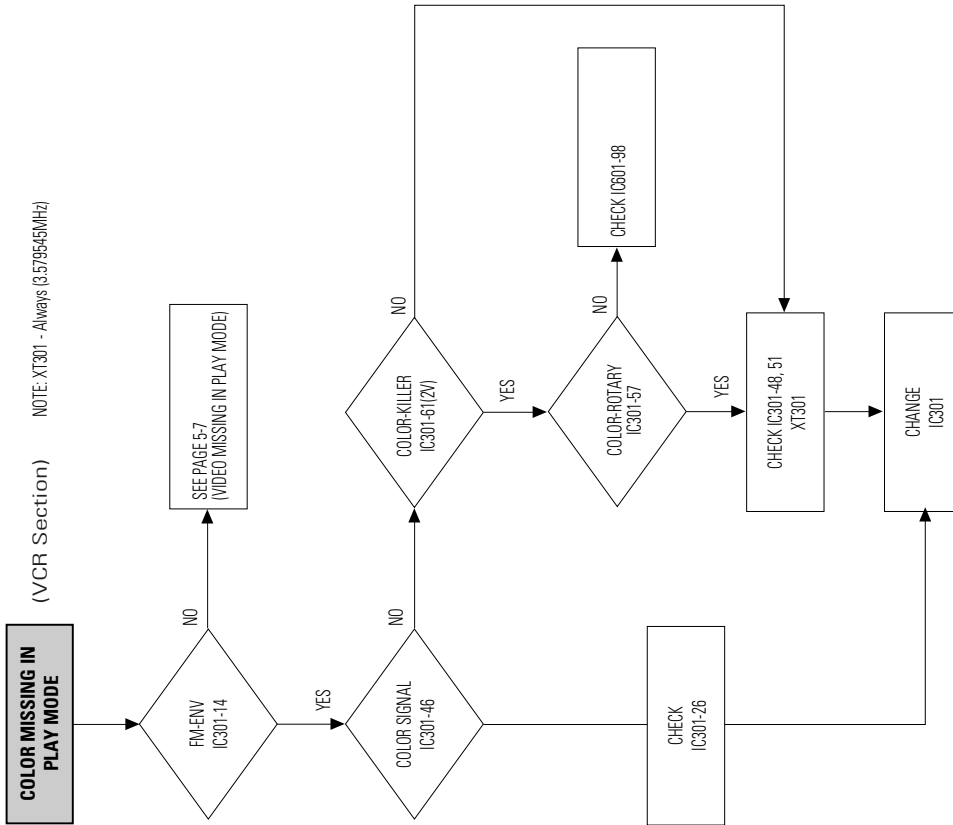 COLOR MISSING IN
PLAY MODE
(VCR Section)
NOTE: XT301 - Always (3.579545MHz)
FM-ENV
IC301-14
NO
SEE PAGE 5-7
(VIDEO MISSING IN PLAY MODE)
YES
COLOR SIGNAL
IC301-46
NO
COLOR-KILLER
IC301-61(2V)
NO
YES
COLOR-ROTARY
IC301-57
NO
CHECK IC601-98
YES
CHECK IC301-48, 51
XT301
CHECK
IC301-26
CHANGE
IC301